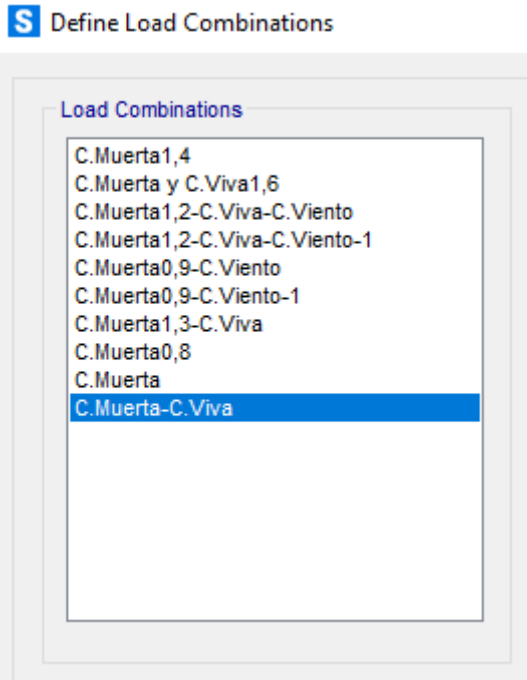 S Define Load Combinations
Load Combinations
C.Muerta1,4
C.Muerta y C.Viva1,6
C.Muerta1,2-C.Viva-C.Viento
C.Muerta1,2-C.Viva-C.Viento-1
C.Muerta0,9-C.Viento
C.Muerta0,9-C.Viento-1
C.Muerta1,3-C.Viva
C.Muerta0,8
C.Muerta
C.Muerta-C.Viva